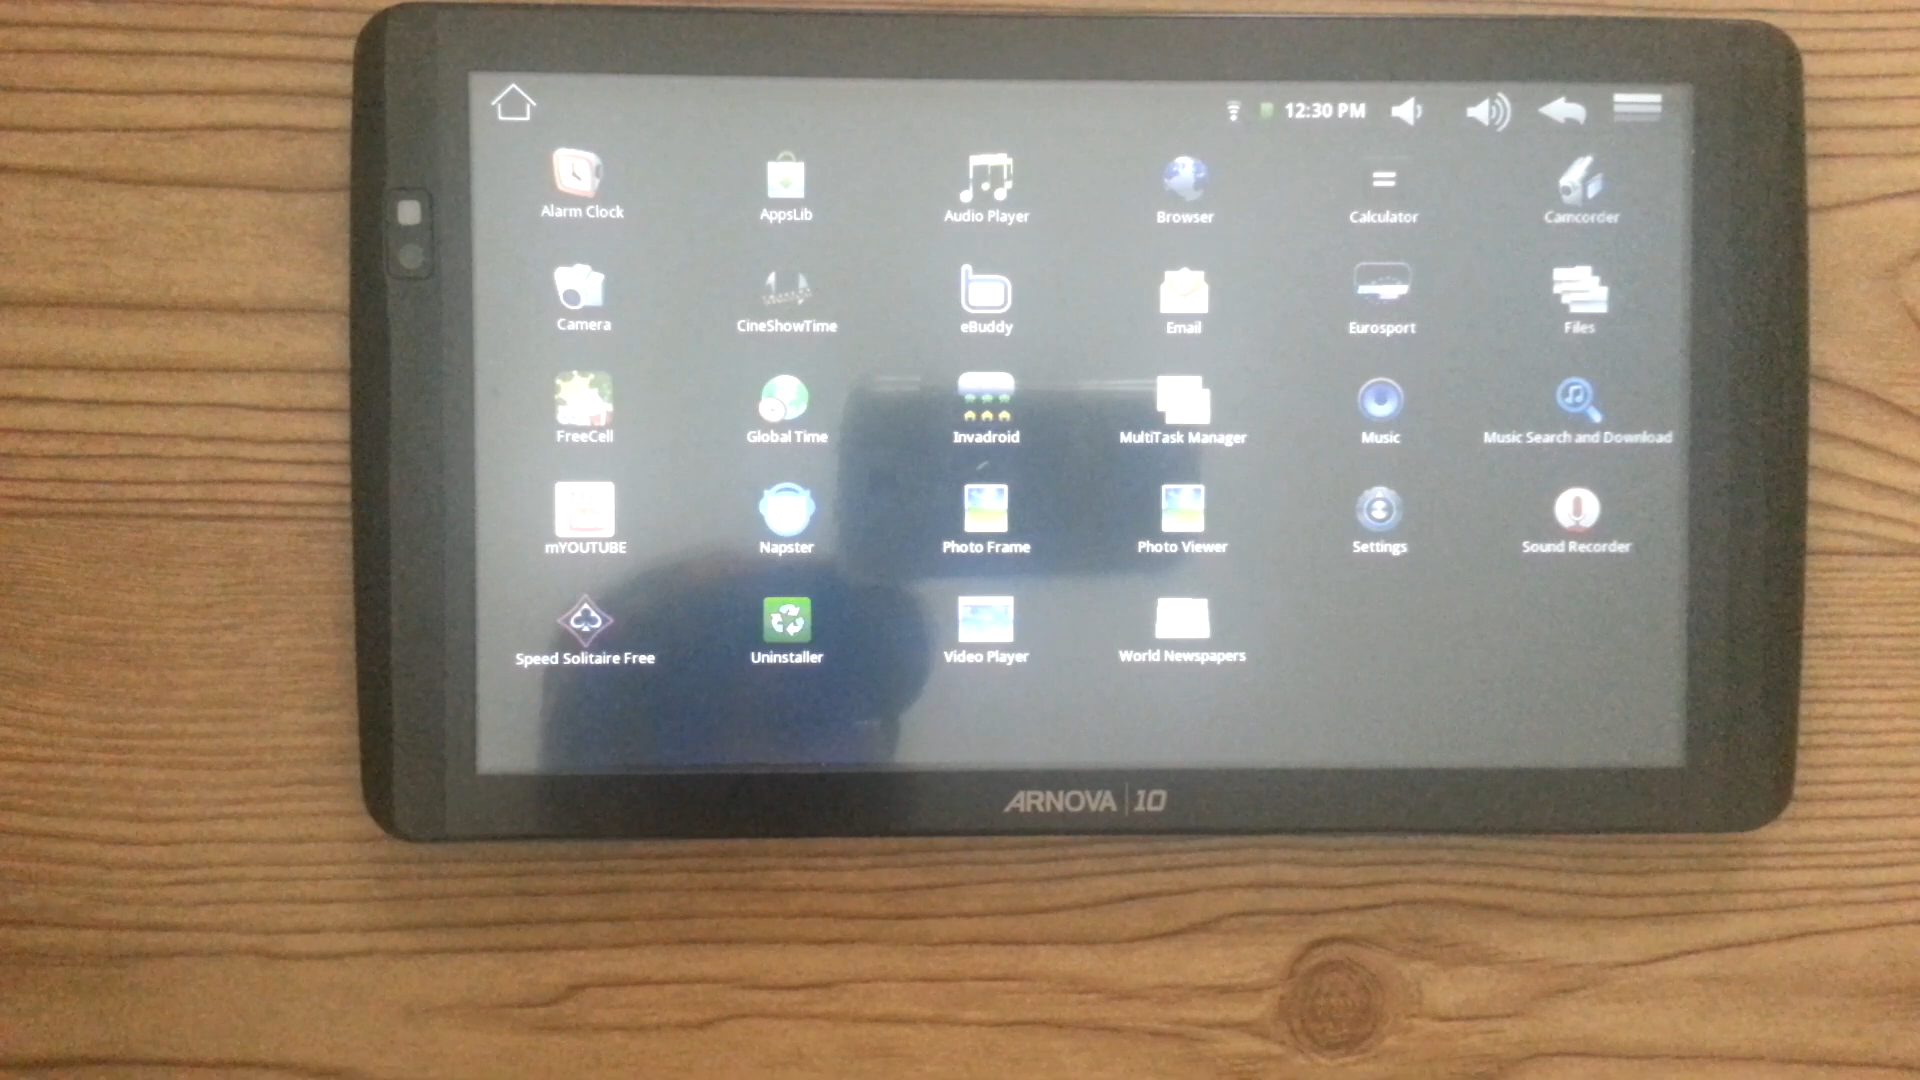 12:30 PM
Alarm Clock
AppsLib
Audio Player
Browser
Calculator
Camcorder
Camera
CineShowTime
eBuddy
Email
Eurosport
Files
FreeCell
Global Time
Invadroid
MultiTask Manager
Music
Music Search and Download
mYOUTUBE
Napster
Photo Frame
Photo Viewer
Settings
Sound Recorder
Speed Solitaire Free
Uninstaller
Video Player
World Newspapers
ARNOVA 10